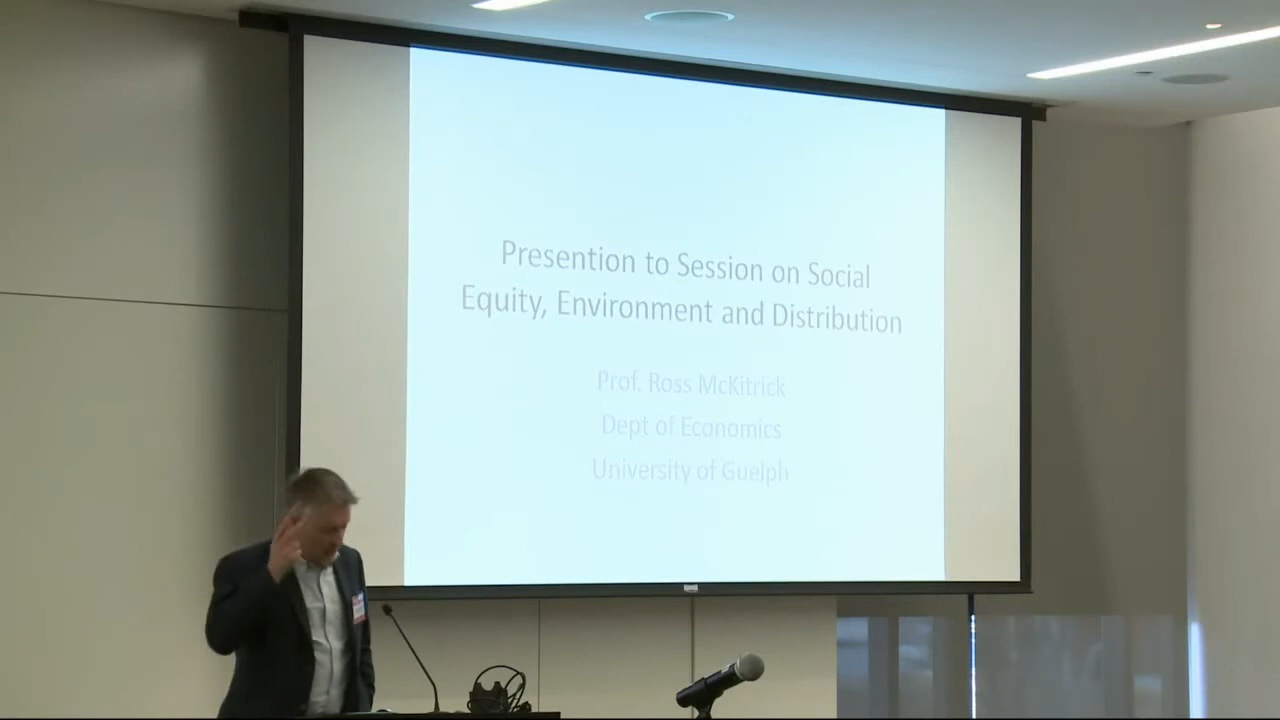 Presention to Session on Social
Equity, Environment and Distribution
Prof. Ross McKitrick
Dept of Economics
University of Guelph